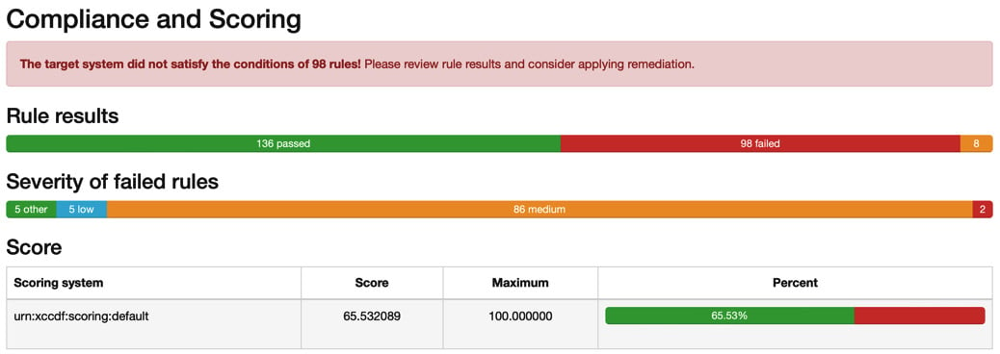 Compliance and Scoring
The target system did not satisfy the conditions of 98 rules! Please review rule results and consider applying remediation.
Rule results
136 passed 98 failed 8
Severity of failed rules
5 other 5 low 86 medium 2
Score
Scoring system Score Maximum Percent
urn:xccdf:scoring:default 65.532089 100.000000 65.53%